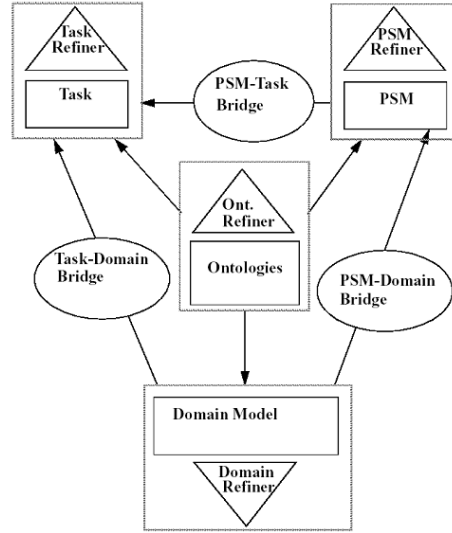 Task
Refiner
Task
PSM-Task
Bridge
PSM
Refiner
PSM
Ont.
Refiner
Ontologies
Task-Domain
Bridge
PSM-Domain
Bridge
Domain Model
Domain
Refiner